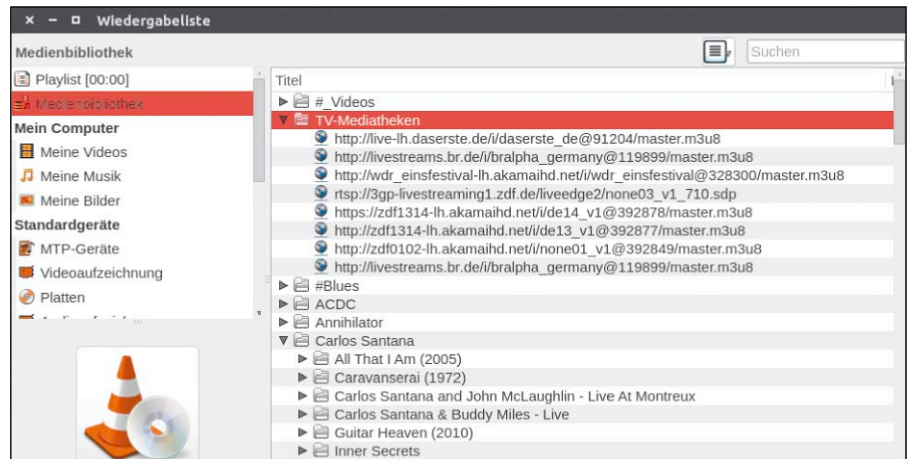 Wiedergabeliste
Medienbibliothek
Suchen
Playlist [00:00]
Medienbibliothek
Mein Computer
Meine Videos
Meine Musik
Meine Bilder
Standardgeräte
MTP-Geräte
Videoaufzeichnung
Platten
Titel
#_Videos
TV-Mediatheken
http://live-lh.daserste.de/i/daserste_de@91204/master.m3u8
http://livestreams.br.de/i/bralpha_germany@119899/master.m3u8
http://wdr_einsfestival-lh.akamaihd.net/i/wdr_einsfestival@328300/master.m3u8
rtsp://3gp-livestreaming1.zdf.de/liveedge2/none03_v1_710.sdp
https://zdf1314-lh.akamaihd.net/i/de14_v1@392878/master.m3u8
http://zdf1314-lh.akamaihd.net/i/de13_v1@392877/master.m3u8
http://zdf0102-lh.akamaihd.net/i/none01_v1@392849/master.m3u8
http://livestreams.br.de/i/bralpha_germany@119899/master.m3u8
#Blues
ACDC
Annihilator
Carlos Santana
All That I Am (2005)
Caravanserai (1972)
Carlos Santana and John McLaughlin - Live At Montreux
Carlos Santana & Buddy Miles - Live
Guitar Heaven (2010)
Inner Secrets